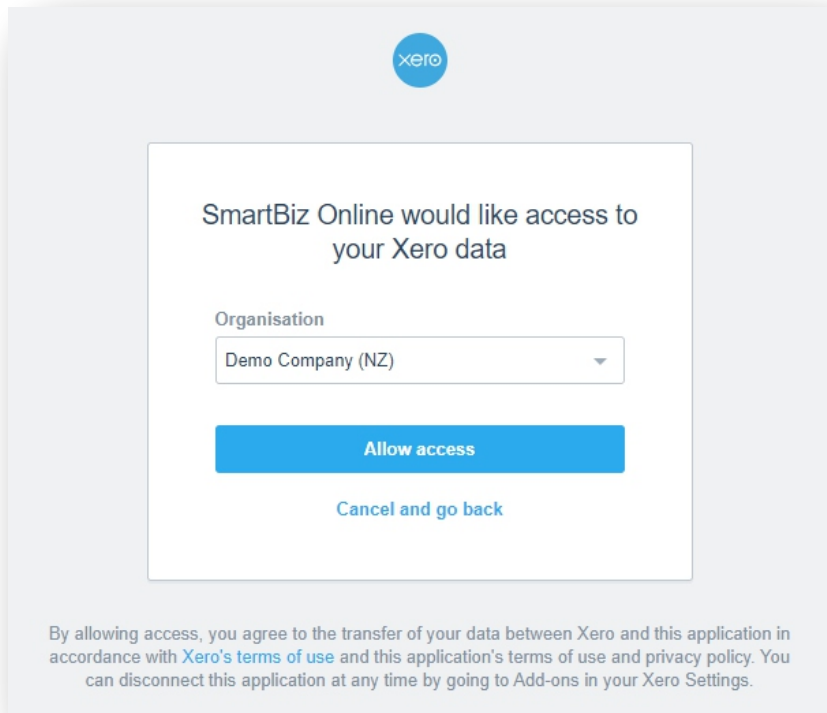 xero
SmartBiz Online would like access to
your Xero data
Organisation
Demo Company (NZ)
Allow access
Cancel and go back
By allowing access, you agree to the transfer of your data between Xero and this application in
accordance with Xero's terms of use and this application's terms of use and privacy policy. You
can disconnect this application at any time by going to Add-ons in your Xero Settings.